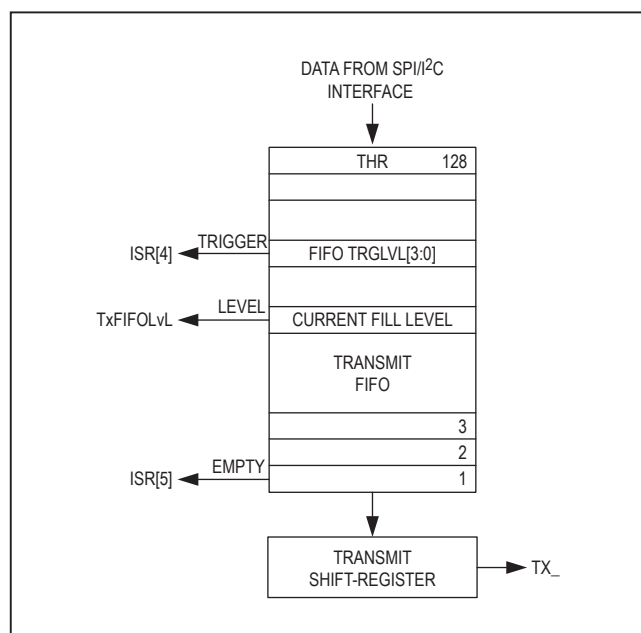 DATA FROM SPI/I²C
INTERFACE
THR 128
TRIGGER
ISR[4]
FIFO TRGLVL[3:0]
LEVEL
TxFIFOLvL
CURRENT FILL LEVEL
TRANSMIT
FIFO
3
2
EMPTY
ISR[5]
1
TRANSMIT
SHIFT-REGISTER
TX_